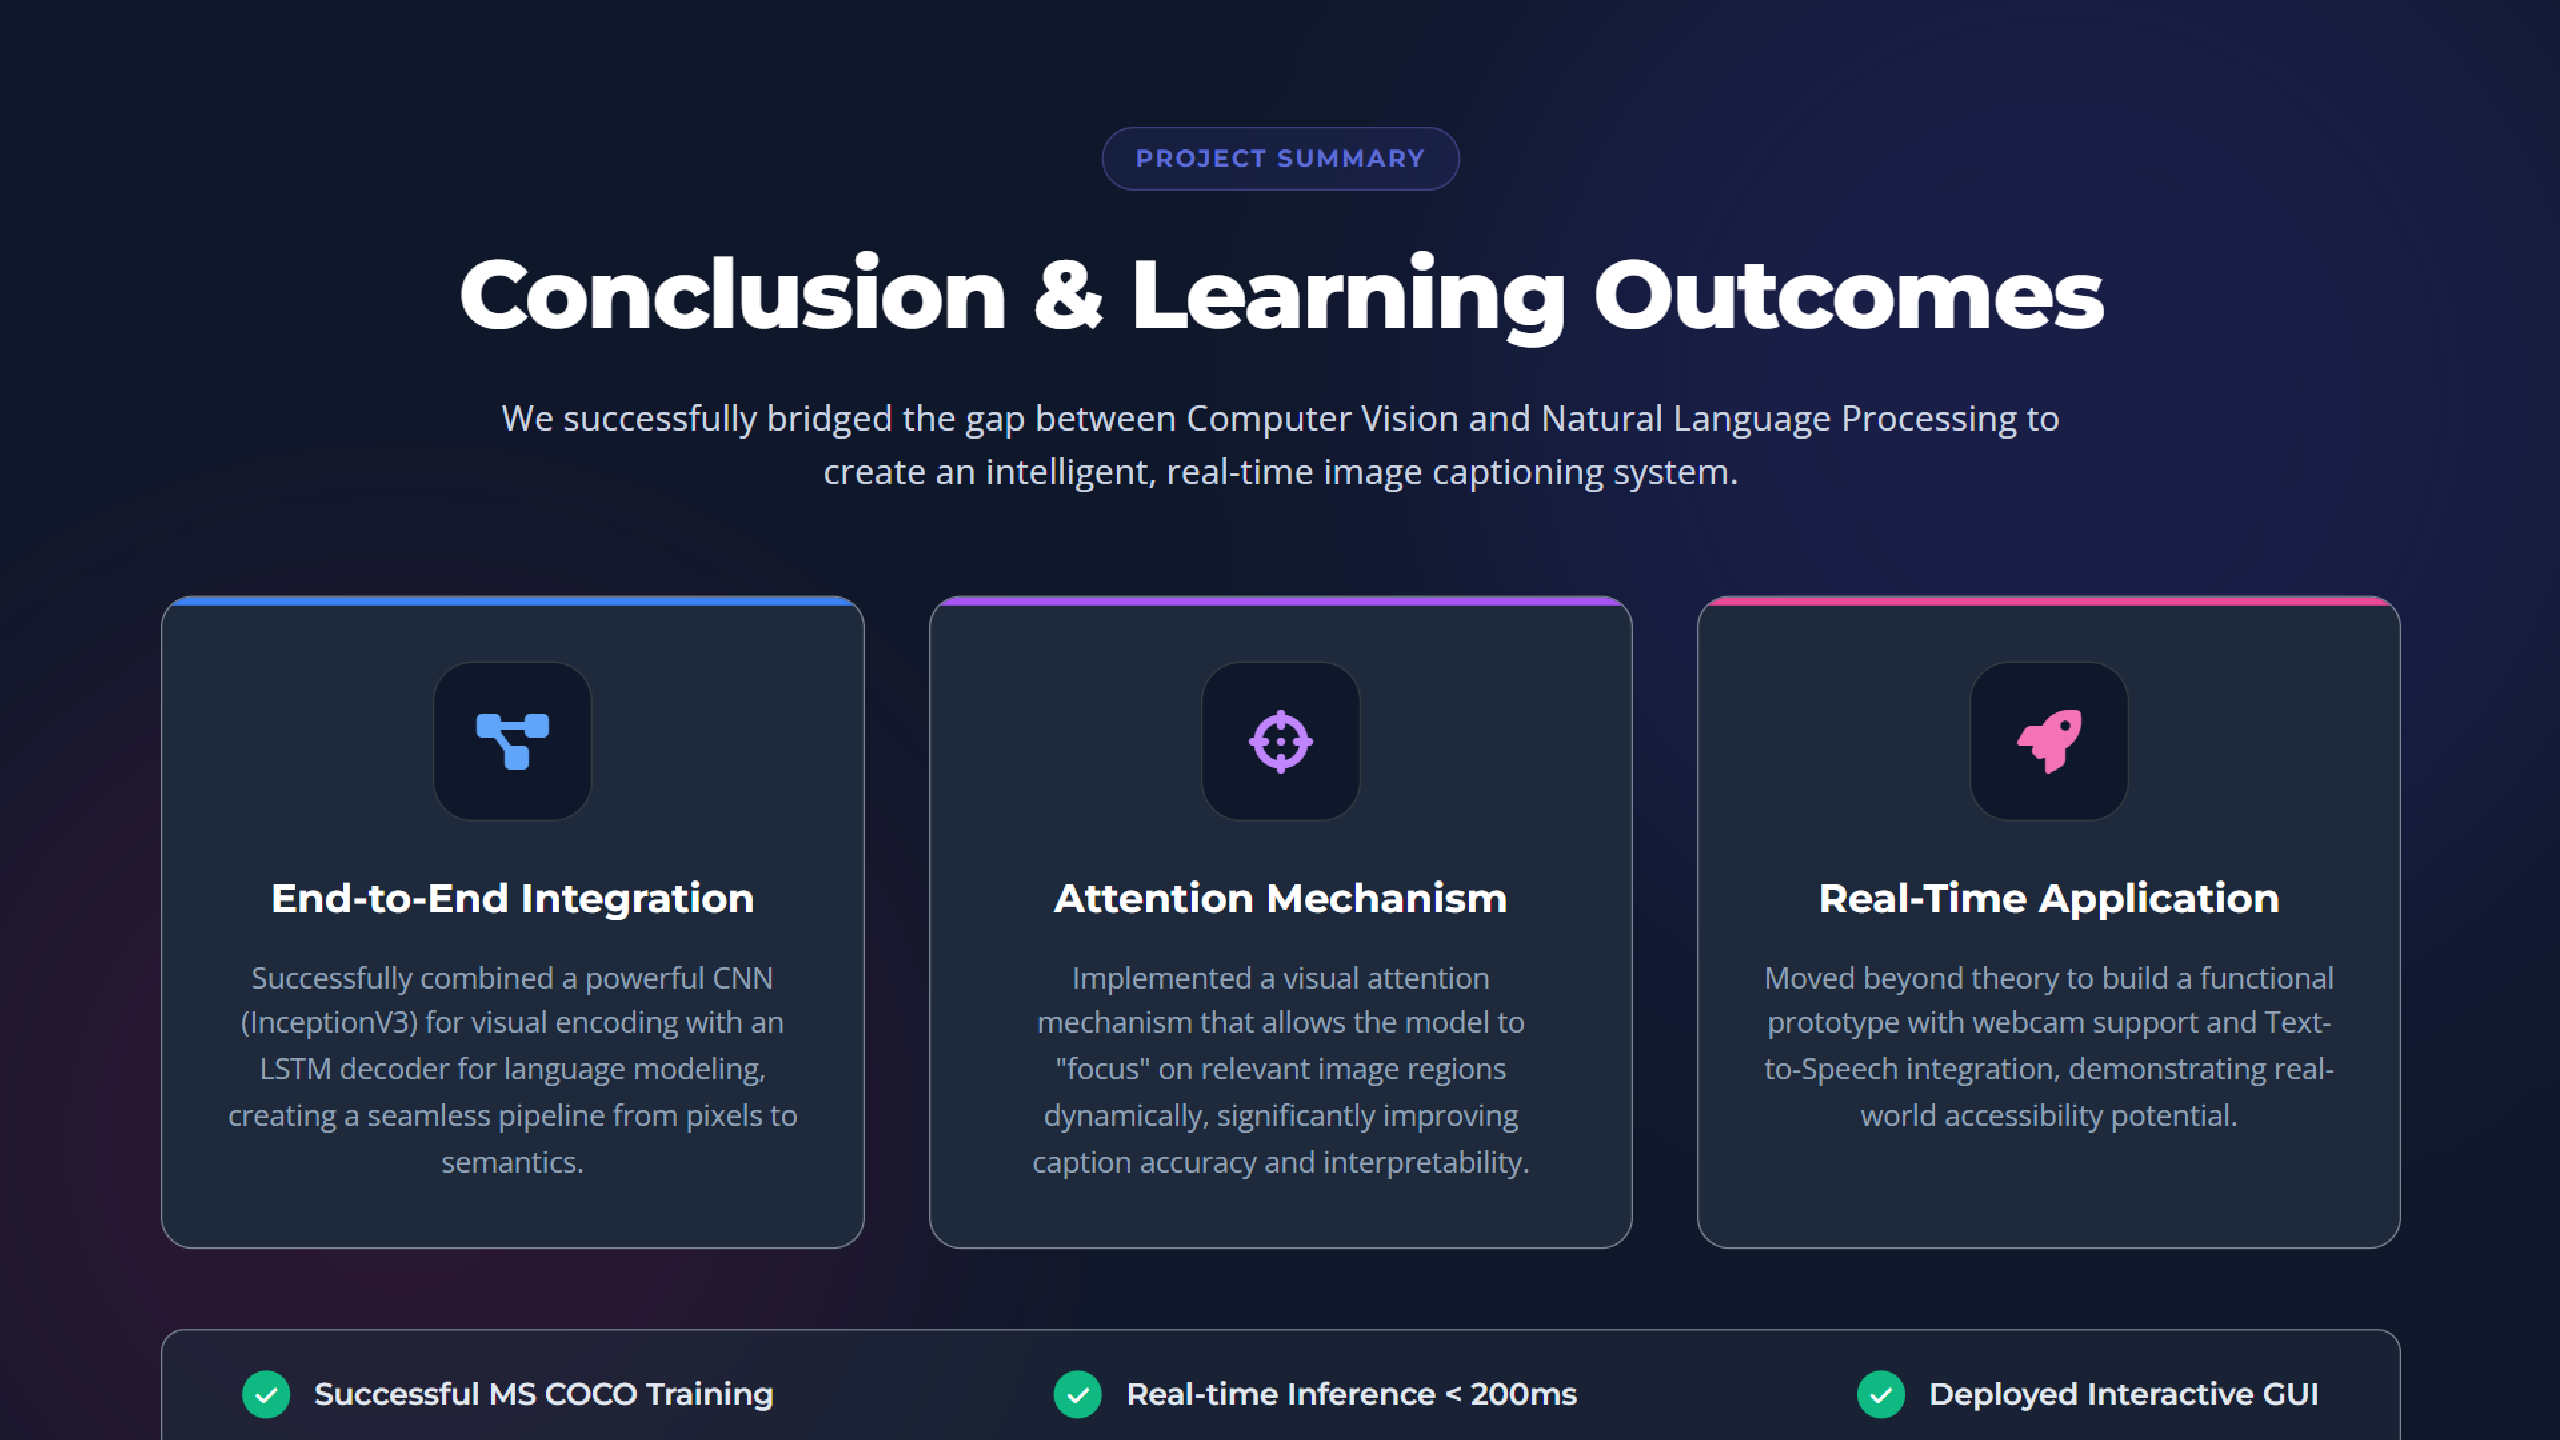 PROJECT SUMMARY
Conclusion & Learning Outcomes
We successfully bridged the gap between Computer Vision and Natural Language Processing to
create an intelligent, real-time image captioning system.
End-to-End Integration
Successfully combined a powerful CNN
(InceptionV3) for visual encoding with an
LSTM decoder for language modeling,
creating a seamless pipeline from pixels to
semantics.
Attention Mechanism
Implemented a visual attention
mechanism that allows the model to
"focus" on relevant image regions
dynamically, significantly improving
caption accuracy and interpretability.
Real-Time Application
Moved beyond theory to build a functional
prototype with webcam support and Text-
to-Speech integration, demonstrating real-
world accessibility potential.
Successful MS COCO Training
Real-time Inference < 200ms
Deployed Interactive GUI